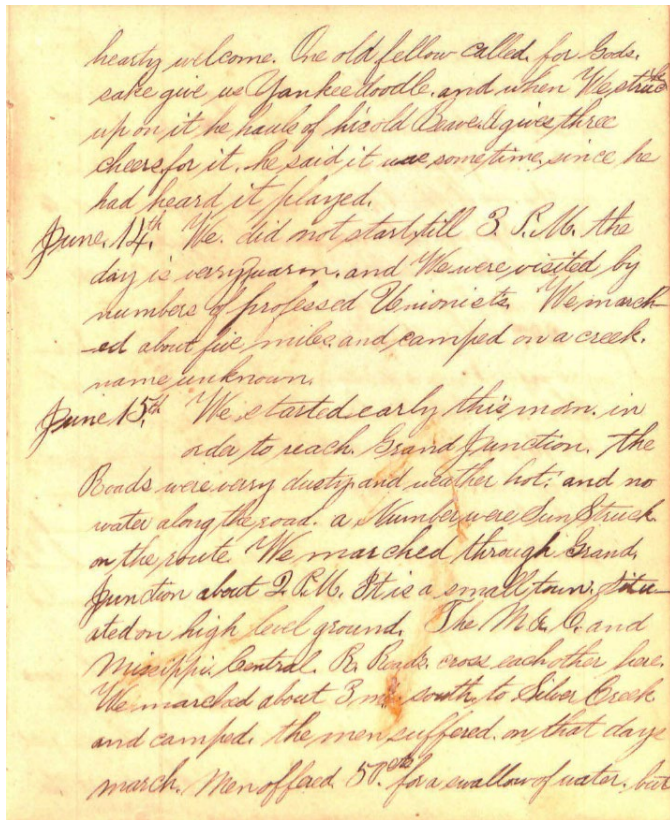 hearty welcome. One old fellow called for Gods.
sake give us Yankeedoodle. and when We struck
up on it he hauls of his old Beaver & gives three
cheers for it. he said it was sometime since he
had heard it played.
June. 14th. We. did not start till 3. P.M. the
day is very warm. and We were visited by
numbers of professed Unionists. We march
-ed about five miles and camped on a creek.
name unknown.
June 15th. We started early this morn. in
order to reach. Grand Junction. the
Roads were very dusty and weather hot. and no
water along the road. a Number were Sun Struck
on the route. We marched through Grand.
Junction about 2. P.M. It is a small town. situ
ated on high level ground. The M. & C. and
Missippi. Central. R. Roads. cross each other here.
We marched about 3 m south to Silver Creek
and camped. the men suffered. on that days
march. Men offered. 50 cts for a swallow of water. but